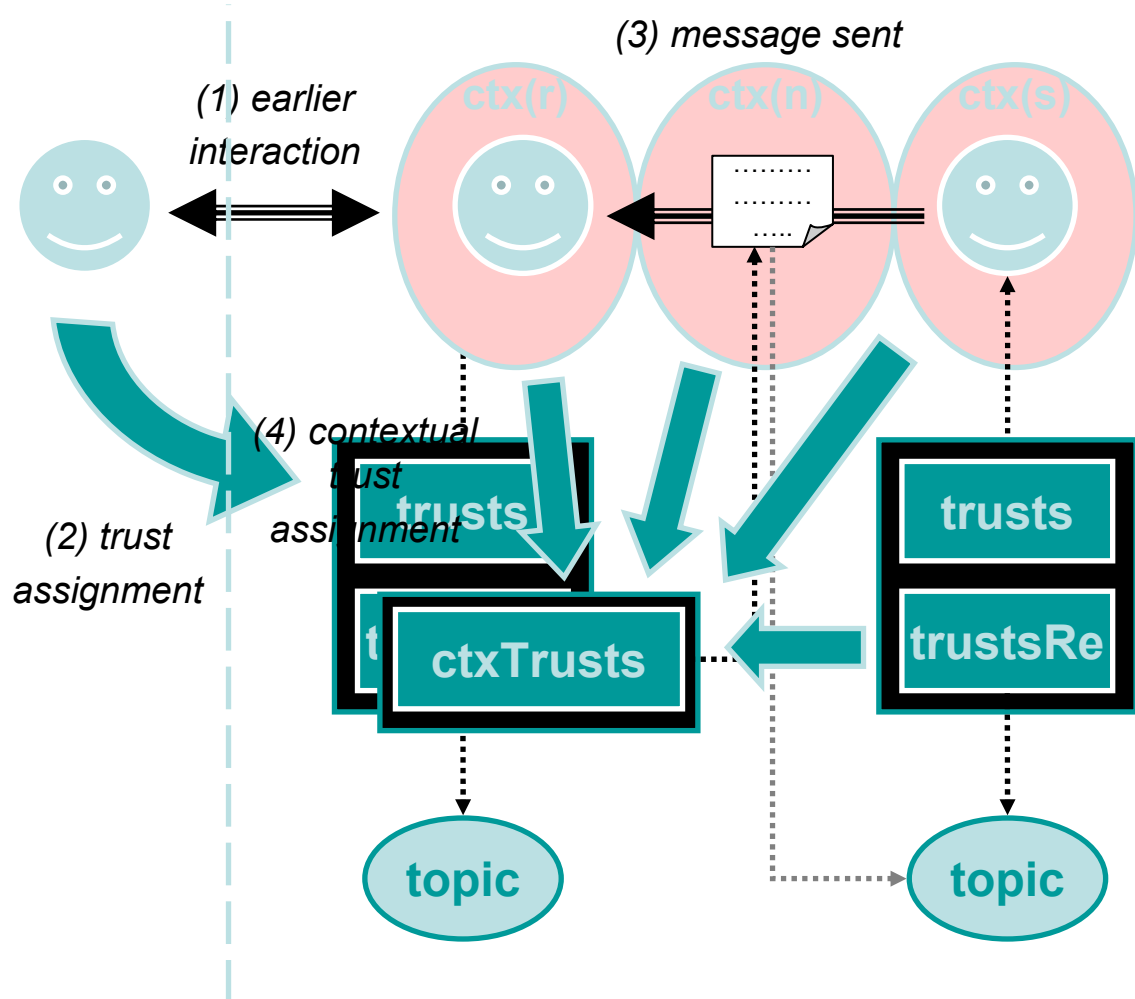 (3) message sent
ctx(r)
ctx(n)
ctx(s)
(1) earlier
interaction
.........
.........
.....
(4) contextual
trust
assignment
trusts
trusts
(2) trust
assignment
trustsRe
ctxTrusts
topic
topic